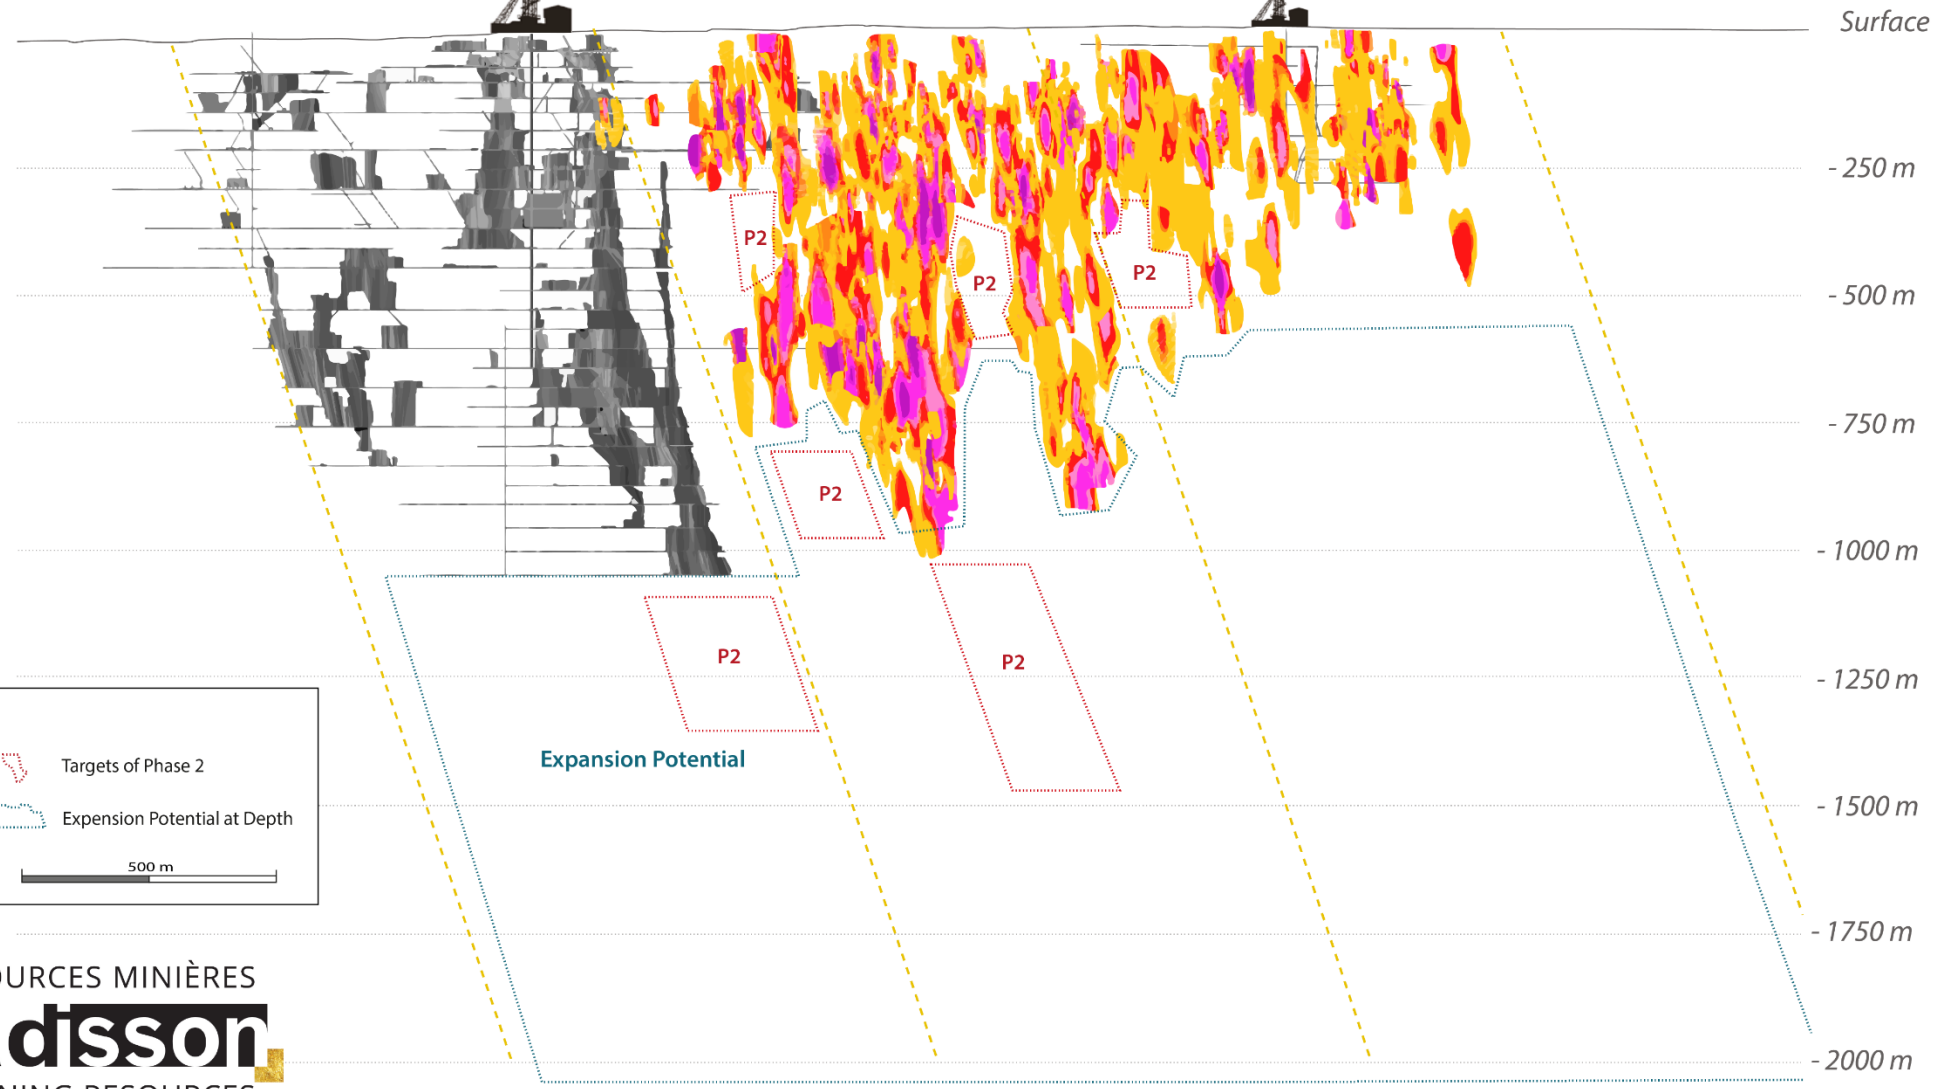 Surface
- 250 m
P2
P2
P2
- 500 m
- 750 m
P2
- 1000 m
P2
P2
- 1250 m
Expansion Potential
Targets of Phase 2
- 1500 m
Expension Potential at Depth
500 m
- 1750 m
OURCES MINIÈRES
disson
- 2000 m